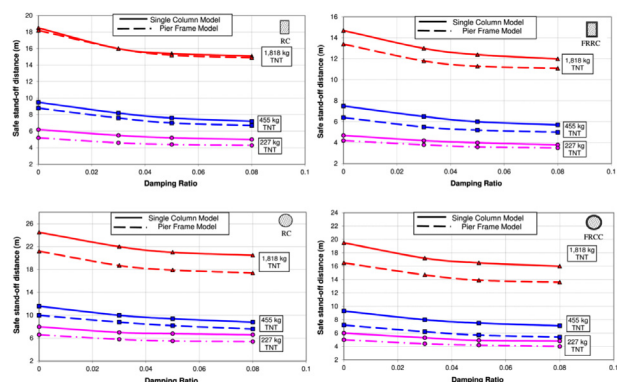 Single Column Model
Pier Frame Model
RC
1,818 kg
TNT
455 kg
TNT
227 kg
TNT
Safe stand-off distance (m)
20
18
16
14
12
10
8
6
4
2
0
0.02
0.04
0.06
0.08
0.1
Damping Ratio
Single Column Model
Pier Frame Model
FRRC
1,818 kg
TNT
455 kg
TNT
227 kg
TNT
Safe stand-off distance (m)
16
14
12
10
8
6
4
2
0
0.02
0.04
0.06
0.08
0.1
Damping Ratio
Single Column Model
Pier Frame Model
RC
1,818 kg
TNT
455 kg
TNT
227 kg
TNT
Safe stand-off distance (m)
26
22
18
14
10
6
2
0
0.02
0.04
0.06
0.08
0.1
Damping Ratio
Single Column Model
Pier Frame Model
FRCC
1,818 kg
TNT
455 kg
TNT
227 kg
TNT
Safe stand-off distance (m)
24
22
20
18
16
14
12
10
8
6
4
2
0
0.02
0.04
0.06
0.08
0.1
Damping Ratio